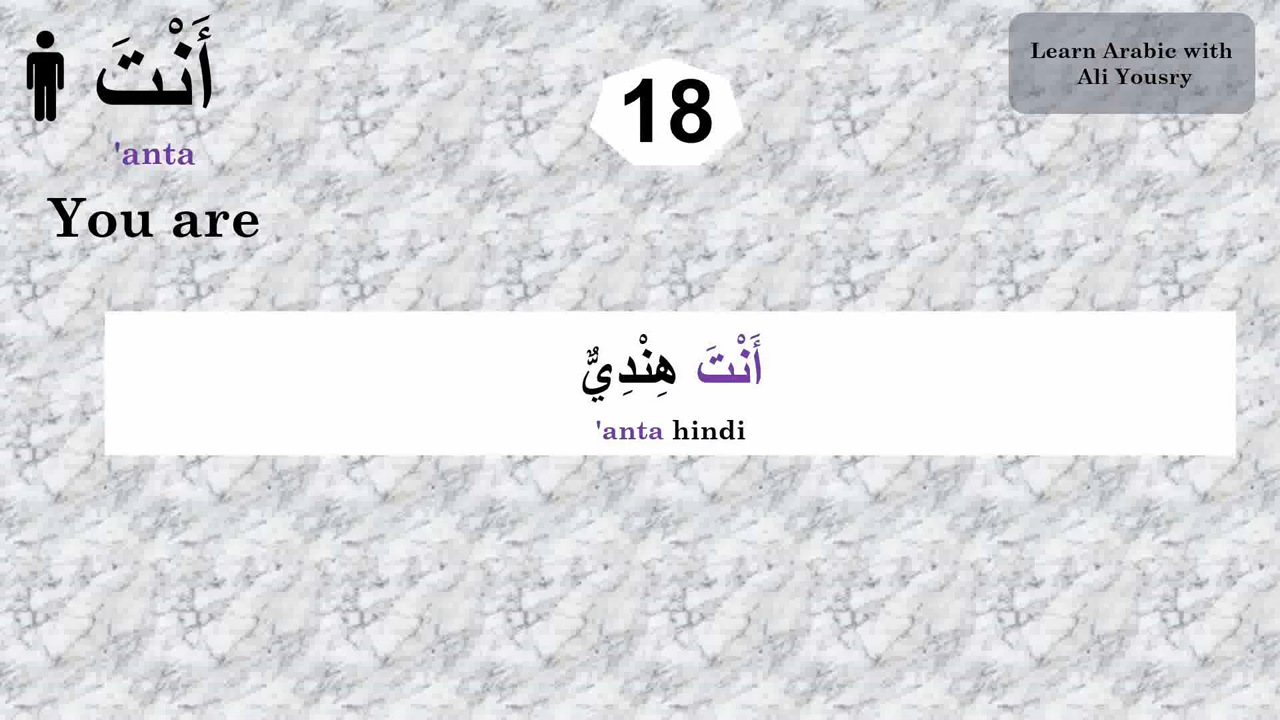 أَنْتَ
'anta
You are
18
Learn Arabic with
Ali Yousry
أَنْتَ هِنْدِيٌّ
'anta hindi